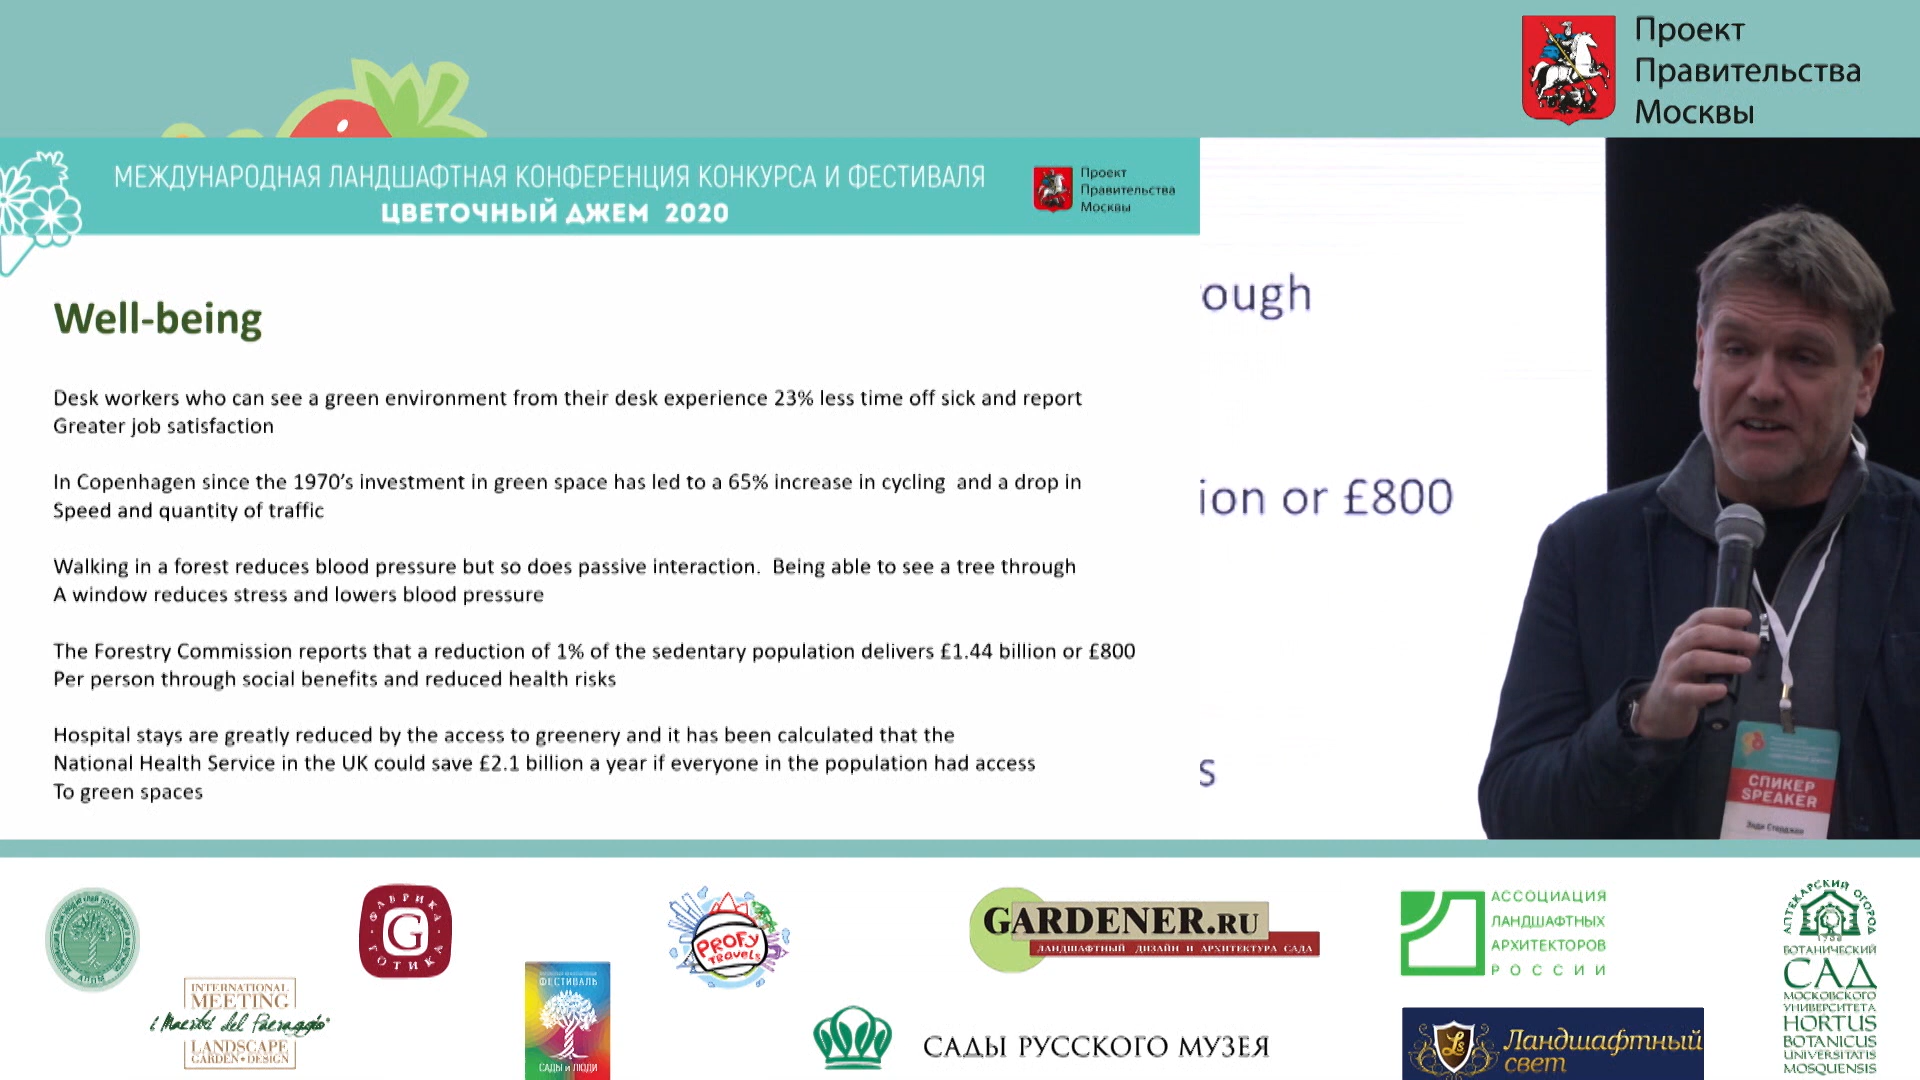 Проект
Правительства
Москвы
МЕЖДУНАРОДНАЯ ЛАНДШАФТНАЯ КОНФЕРЕНЦИЯ КОНКУРСА И ФЕСТИВАЛЯ
ЦВЕТОЧНЫЙ ДЖЕМ 2020
Проект
Правительства
Москвы
Well-being
Desk workers who can see a green environment from their desk experience 23% less time off sick and report
Greater job satisfaction
In Copenhagen since the 1970's investment in green space has led to a 65% increase in cycling and a drop in
Speed and quantity of traffic
Walking in a forest reduces blood pressure but so does passive interaction. Being able to see a tree through
A window reduces stress and lowers blood pressure
The Forestry Commission reports that a reduction of 1% of the sedentary population delivers £1.44 billion or £800
Per person through social benefits and reduced health risks
Hospital stays are greatly reduced by the access to greenery and it has been calculated that the
National Health Service in the UK could save £2.1 billion a year if everyone in the population had access
To green spaces
ough
ion or £800
s
СПИКЕР
SPEAKER
INTERNATIONAL
MEETING
I Maestri del Paesaggio
LANDSCAPE
GARDEN•DESIGN
ФАБРИКА
G
ГОТИКА
ФЕСТИВАЛЬ
САДЫ и ЛЮДИ
PROFY
TRAVELS
GARDENER.RU
ЛАНДШАФТНЫЙ ДИЗАЙН И АРХИТЕКТУРА САДА
САДЫ РУССКОГО МУЗЕЯ
АССОЦИАЦИЯ
ЛАНДШАФТНЫХ
АРХИТЕКТОРОВ
РОССИИ
Ls
Ландшафтный
свет
АПТЕКАРСКИЙ ОГОРОД
1706
БОТАНИЧЕСКИЙ
САД
МОСКОВСКОГО
УНИВЕРСИТЕТА
HORTUS
BOTANICUS
UNIVERSITATIS
MOSQUENSIS